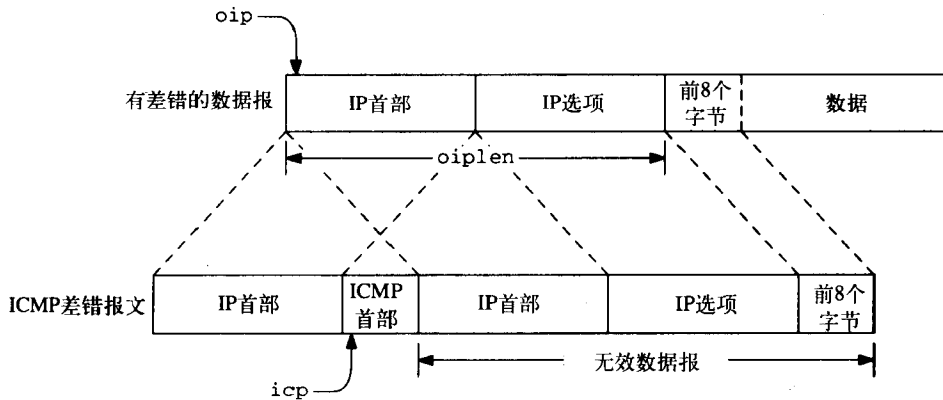 oip
有差错的数据报
IP首部
IP选项
前8个
字节
数据
oiplen
ICMP差错报文
IP首部
ICMP
首部
IP首部
IP选项
前8个
字节
无效数据报
icp